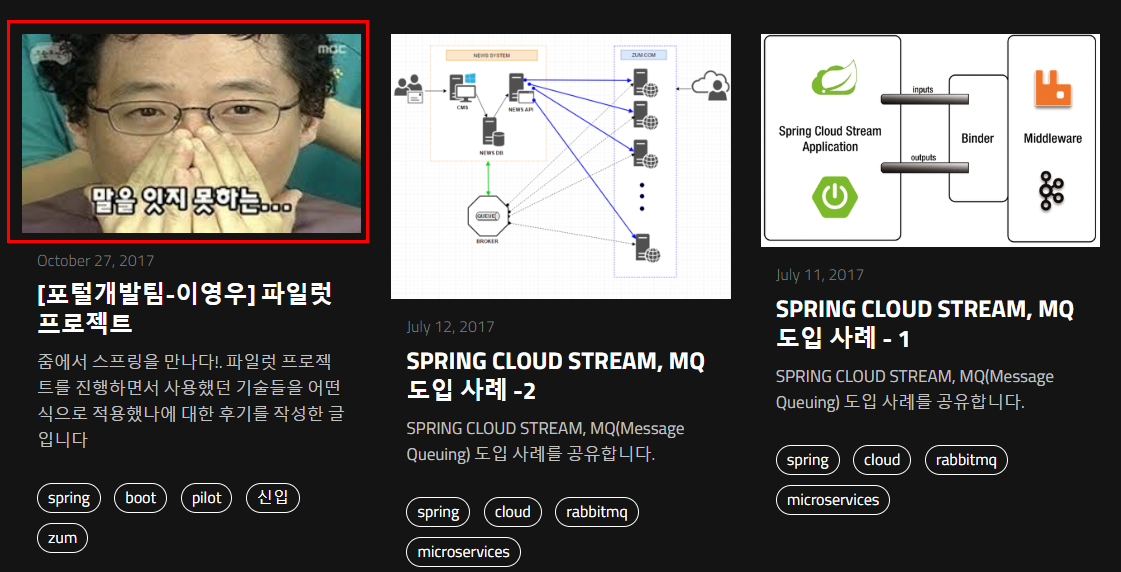 mbc
말을 잇지 못하는...
October 27, 2017
[포털개발팀-이영우] 파일럿
프로젝트
줌에서 스프링을 만나다!. 파일럿 프로젝
트를 진행하면서 사용했던 기술들을 어떤
식으로 적용했나에 대한 후기를 작성한 글
입니다
spring
boot
pilot
신입
zum
NEWS SYSTEM
ZUM.COM
CMS
NEWS API
NEWS DB
QUEUE
BROKER
July 12, 2017
SPRING CLOUD STREAM, MQ
도입 사례 -2
SPRING CLOUD STREAM, MQ(Message
Queuing) 도입 사례를 공유합니다.
spring
cloud
rabbitmq
microservices
Spring Cloud Stream
Application
inputs
outputs
Binder
Middleware
July 11, 2017
SPRING CLOUD STREAM, MQ
도입 사례 - 1
SPRING CLOUD STREAM, MQ(Message
Queuing) 도입 사례를 공유합니다.
spring
cloud
rabbitmq
microservices